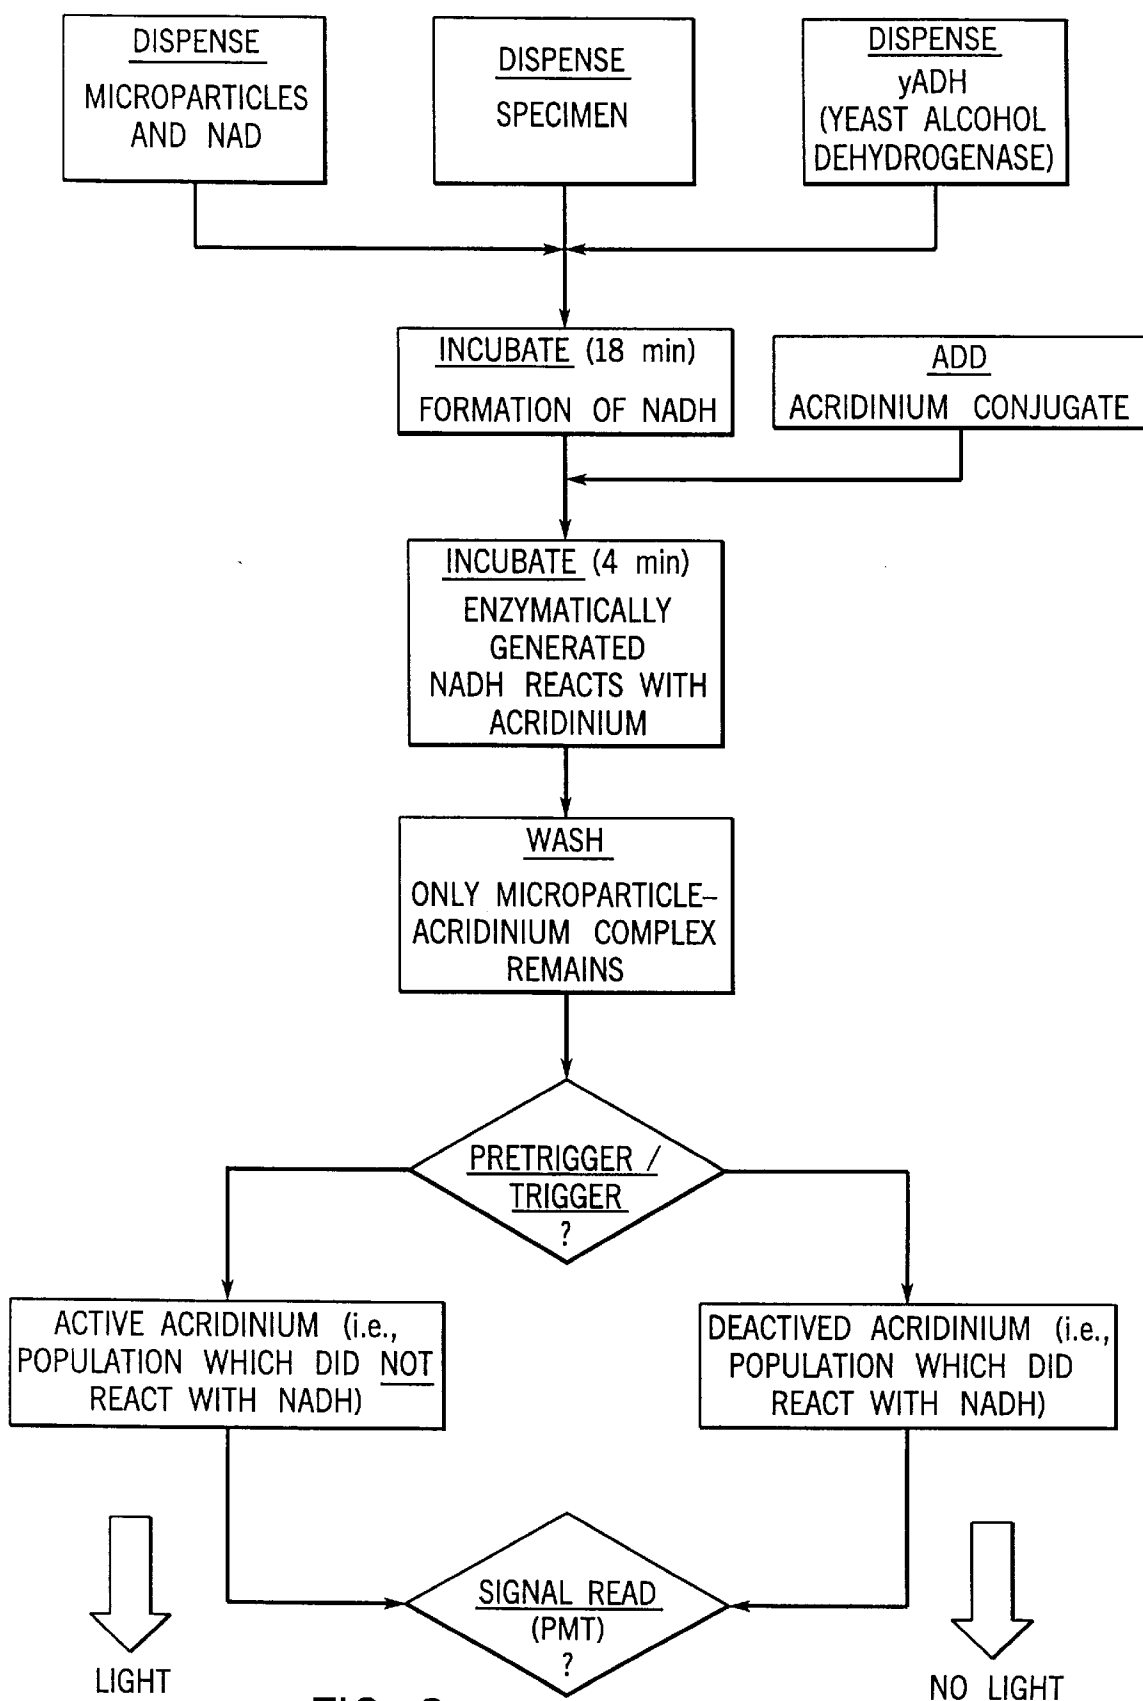 DISPENSE
MICROPARTICLES
AND NAD
DISPENSE
SPECIMEN
DISPENSE
yADH
(YEAST ALCOHOL
DEHYDROGENASE)
INCUBATE (18 min)
FORMATION OF NADH
ADD
ACRIDINIUM CONJUGATE
INCUBATE (4 min)
ENZYMATICALLY
GENERATED
NADH REACTS WITH
ACRIDINIUM
WASH
ONLY MICROPARTICLE–
ACRIDINIUM COMPLEX
REMAINS
PRETRIGGER /
TRIGGER
?
ACTIVE ACRIDINIUM (i.e.,
POPULATION WHICH DID NOT
REACT WITH NADH)
DEACTIVED ACRIDINIUM (i.e.,
POPULATION WHICH DID
REACT WITH NADH)
SIGNAL READ
(PMT)
?
LIGHT
NO LIGHT